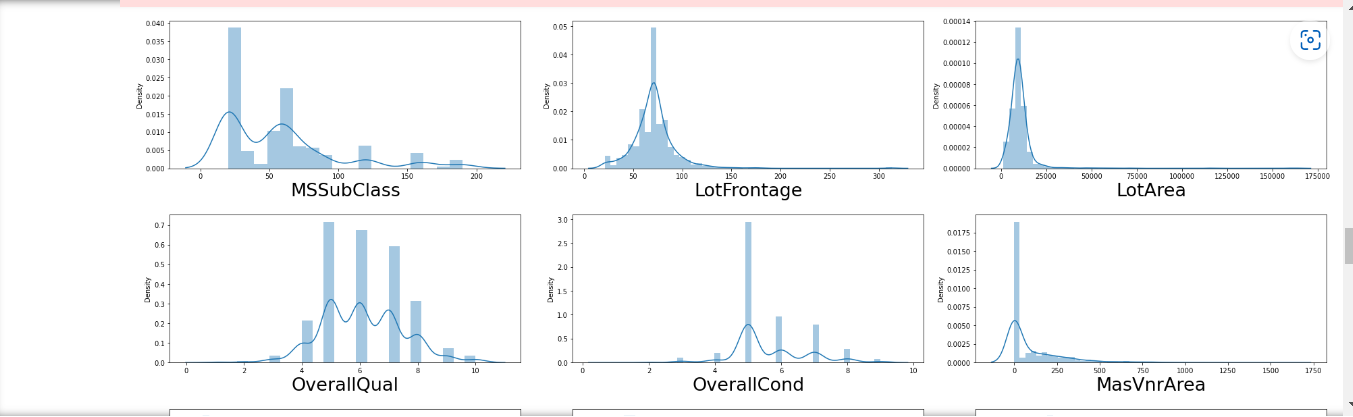 0.040
0.035
0.030
0.025
0.020
0.015
0.010
0.005
0.000
Density
0 50 100 150 200
MSSubClass
0.05
0.04
0.03
0.02
0.01
0.00
Density
0 50 100 150 200 250 300
LotFrontage
0.00014
0.00012
0.00010
0.00008
0.00006
0.00004
0.00002
0.00000
Density
0 25000 50000 75000 100000 125000 150000 175000
LotArea
0.7
0.6
0.5
0.4
0.3
0.2
0.1
0.0
Density
0 2 4 6 8 10
OverallQual
3.0
2.5
2.0
1.5
1.0
0.5
0.0
Density
0 2 4 6 8 10
OverallCond
0.0175
0.0150
0.0125
0.0100
0.0075
0.0050
0.0025
0.0000
Density
0 250 500 750 1000 1250 1500 1750
MasVnrArea